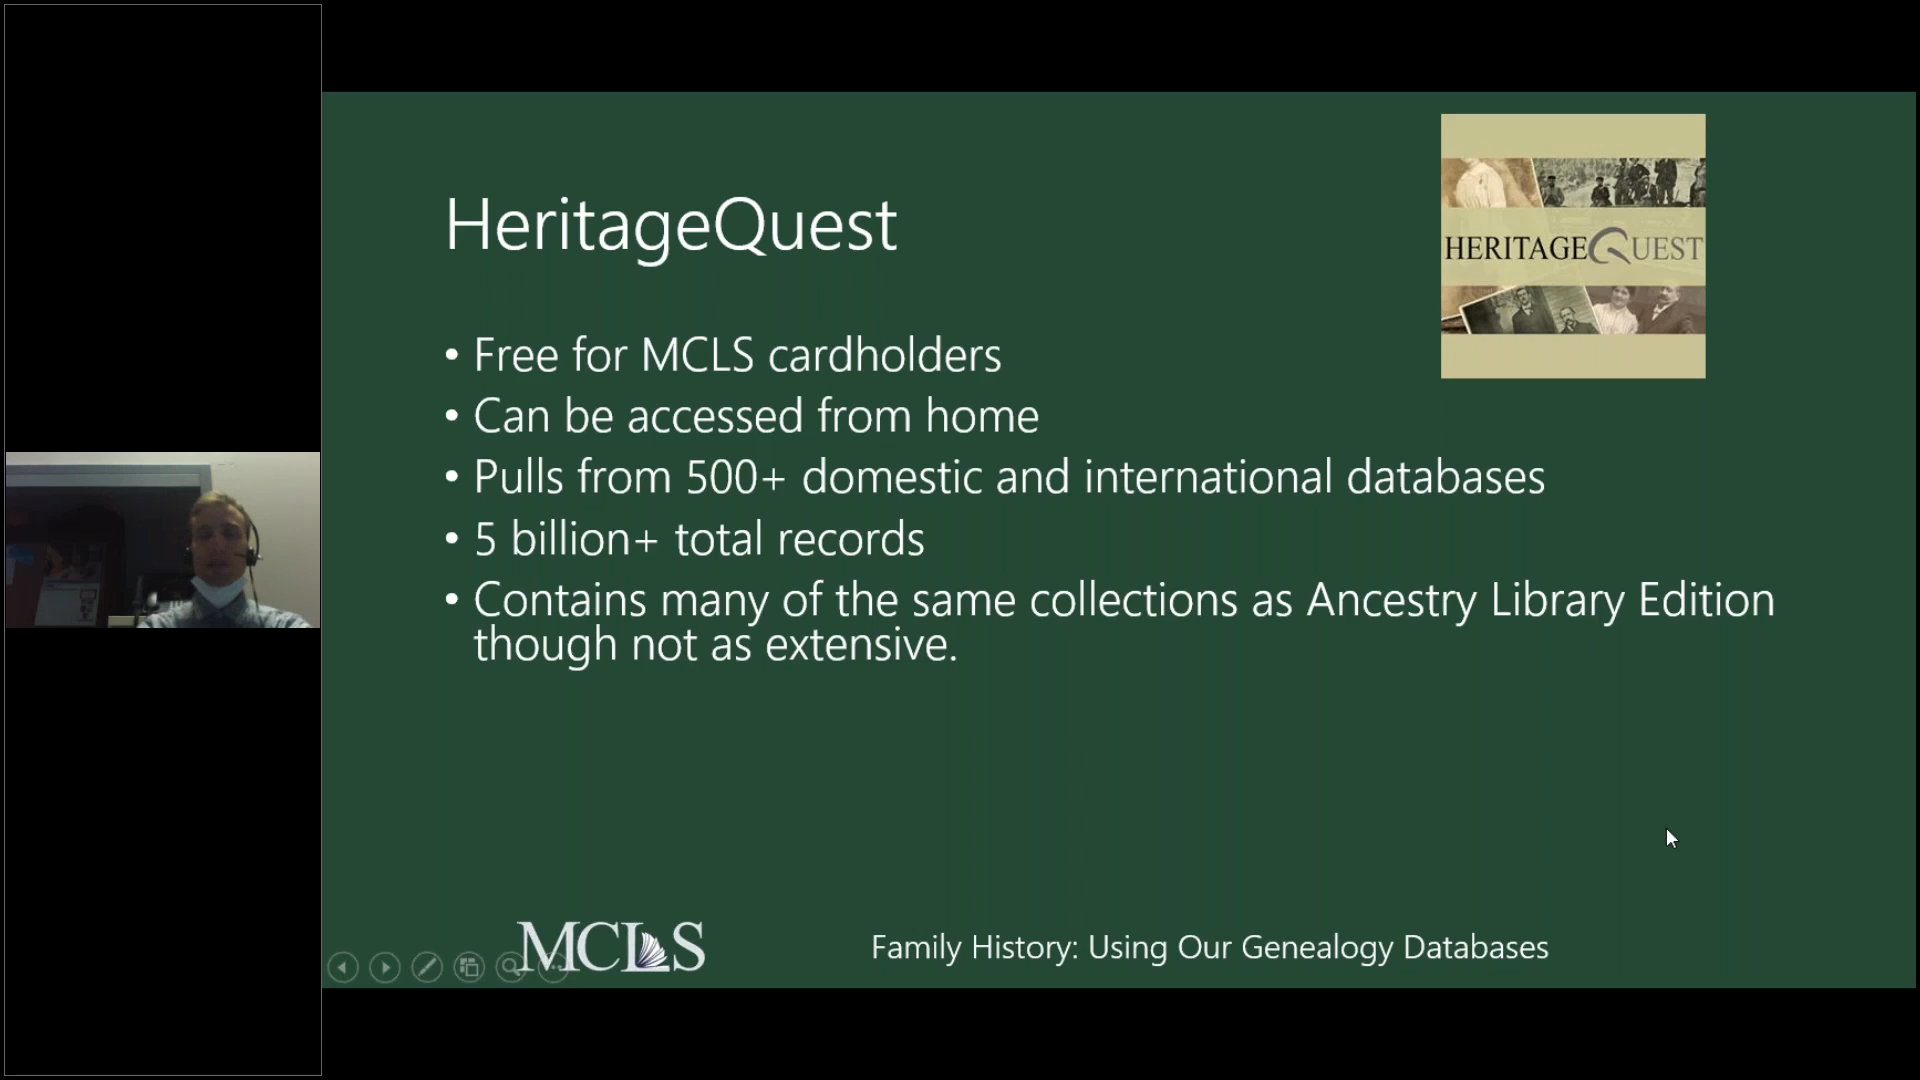 HeritageQuest
HERITAGEQUEST
• Free for MCLS cardholders
• Can be accessed from home
• Pulls from 500+ domestic and international databases
• 5 billion+ total records
• Contains many of the same collections as Ancestry Library Edition
though not as extensive.
MCLS
Family History: Using Our Genealogy Databases